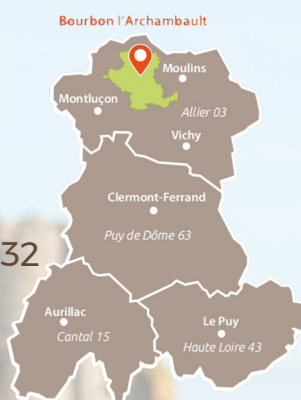 Bourbon l'Archambault
Moulins
Montluçon
Allier 03
Vichy
Clermont-Ferrand
Puy de Dôme 63
32
Aurillac
Cantal 15
Le Puy
Haute Loire 43